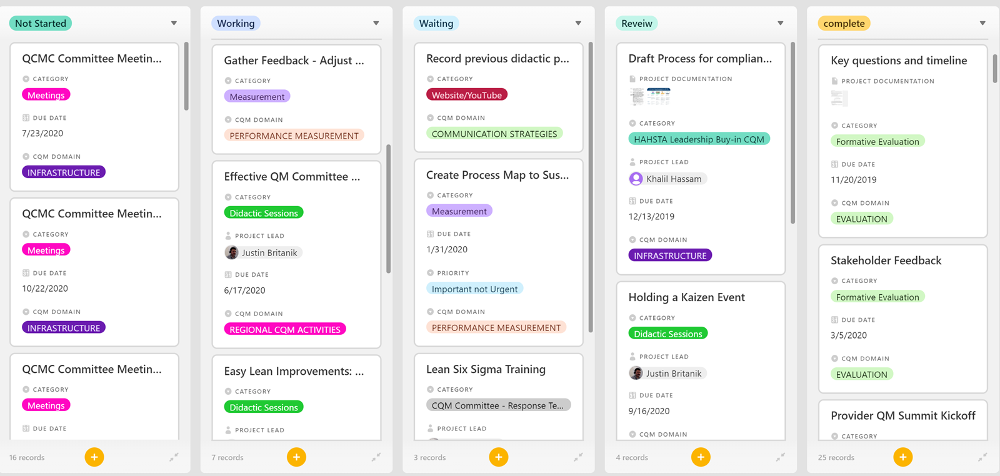 Not Started
QCMC Committee Meetin...
CATEGORY
Meetings
DUE DATE
7/23/2020
CQM DOMAIN
INFRASTRUCTURE
QCMC Committee Meetin...
CATEGORY
Meetings
DUE DATE
10/22/2020
CQM DOMAIN
INFRASTRUCTURE
QCMC Committee Meetin...
CATEGORY
Meetings
DUE DATE
16 records
Working
Gather Feedback - Adjust ...
CATEGORY
Measurement
CQM DOMAIN
PERFORMANCE MEASUREMENT
Effective QM Committee ...
CATEGORY
Didactic Sessions
PROJECT LEAD
Justin Britanik
DUE DATE
6/17/2020
CQM DOMAIN
REGIONAL CQM ACTIVITIES
Easy Lean Improvements: ...
CATEGORY
Didactic Sessions
PROJECT LEAD
7 records
Waiting
Record previous didactic p...
CATEGORY
Website/YouTube
CQM DOMAIN
COMMUNICATION STRATEGIES
Create Process Map to Sus...
CATEGORY
Measurement
DUE DATE
1/31/2020
PRIORITY
Important not Urgent
CQM DOMAIN
PERFORMANCE MEASUREMENT
Lean Six Sigma Training
CATEGORY
CQM Committee - Response Te...
PROJECT LEAD
3 records
Reveiw
Draft Process for complian...
PROJECT DOCUMENTATION
CATEGORY
HAHSTA Leadership Buy-in CQM
PROJECT LEAD
Khalil Hassam
DUE DATE
12/13/2019
CQM DOMAIN
INFRASTRUCTURE
Holding a Kaizen Event
CATEGORY
Didactic Sessions
PROJECT LEAD
Justin Britanik
DUE DATE
9/16/2020
CQM DOMAIN
4 records
complete
Key questions and timeline
PROJECT DOCUMENTATION
CATEGORY
Formative Evaluation
DUE DATE
11/20/2019
CQM DOMAIN
EVALUATION
Stakeholder Feedback
CATEGORY
Formative Evaluation
DUE DATE
3/5/2020
CQM DOMAIN
EVALUATION
Provider QM Summit Kickoff
CATEGORY
25 records